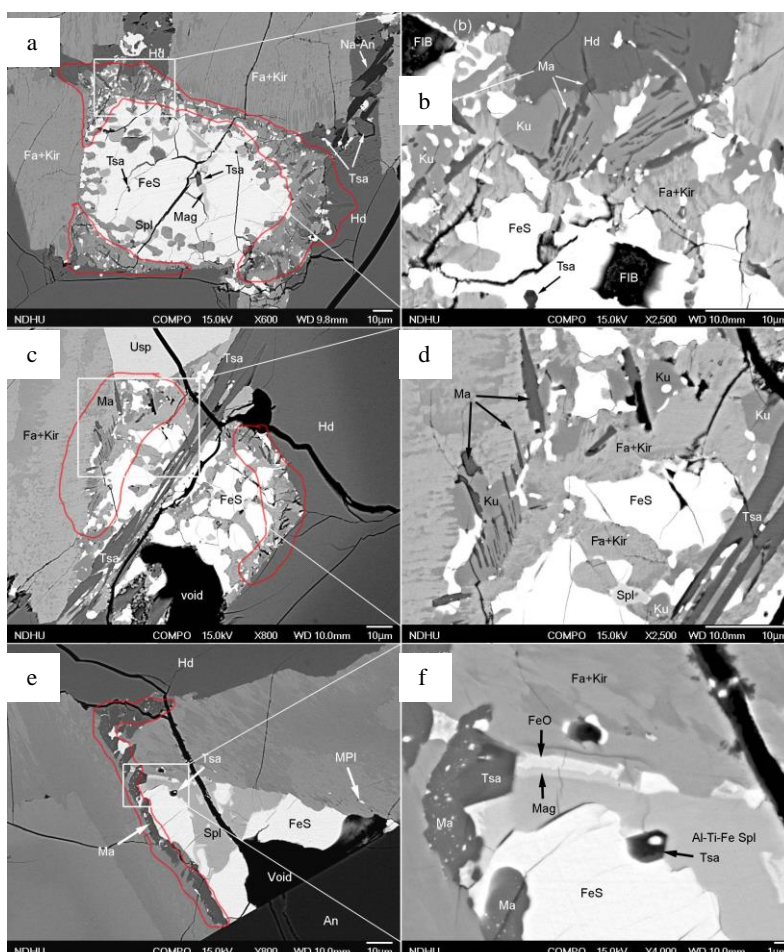 a
Hd
Na-An
Fa+Kir
Fa+Kir
Tsa
FeS
Tsa
Tsa
Mag
Spl
Hd
NDHU COMPO 15.0kV X600 WD 9.8mm 10µm
FIB
(b)
Hd
Ma
b
Ku
Ku
Fa+Kir
FeS
Tsa
FIB
NDHU COMPO 15.0kV X2,500 WD 10.0mm 10µm
c
Usp
Tsa
Ma
Fa+Kir
Hd
FeS
Tsa
void
NDHU COMPO 15.0kV X800 WD 10.0mm 10µm
d
Ku
Ma
Fa+Kir
Ku
FeS
Tsa
Fa+Kir
Spl
Ku
NDHU COMPO 15.0kV X2,500 WD 10.0mm 10µm
e
Hd
Tsa
MPI
Spl
FeS
Ma
Void
An
NDHU COMPO 15.0kV X800 WD 10.0mm 10µm
f
Fa+Kir
FeO
Tsa
Mag
Ma
Al-Ti-Fe Spl
Tsa
FeS
Ma
NDHU COMPO 15.0kV X4,000 WD 10.0mm 1µm